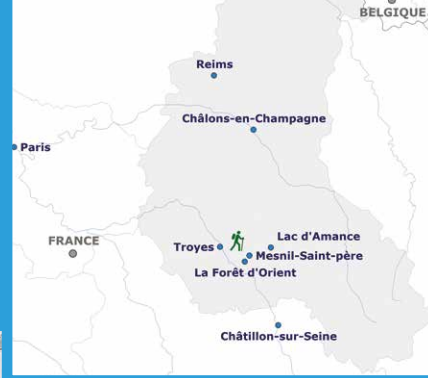 BELGIQUE
Reims
Châlons-en-Champagne
Paris
FRANCE
Troyes
Lac d'Amance
Mesnil-Saint-père
La Forêt d'Orient
Châtillon-sur-Seine